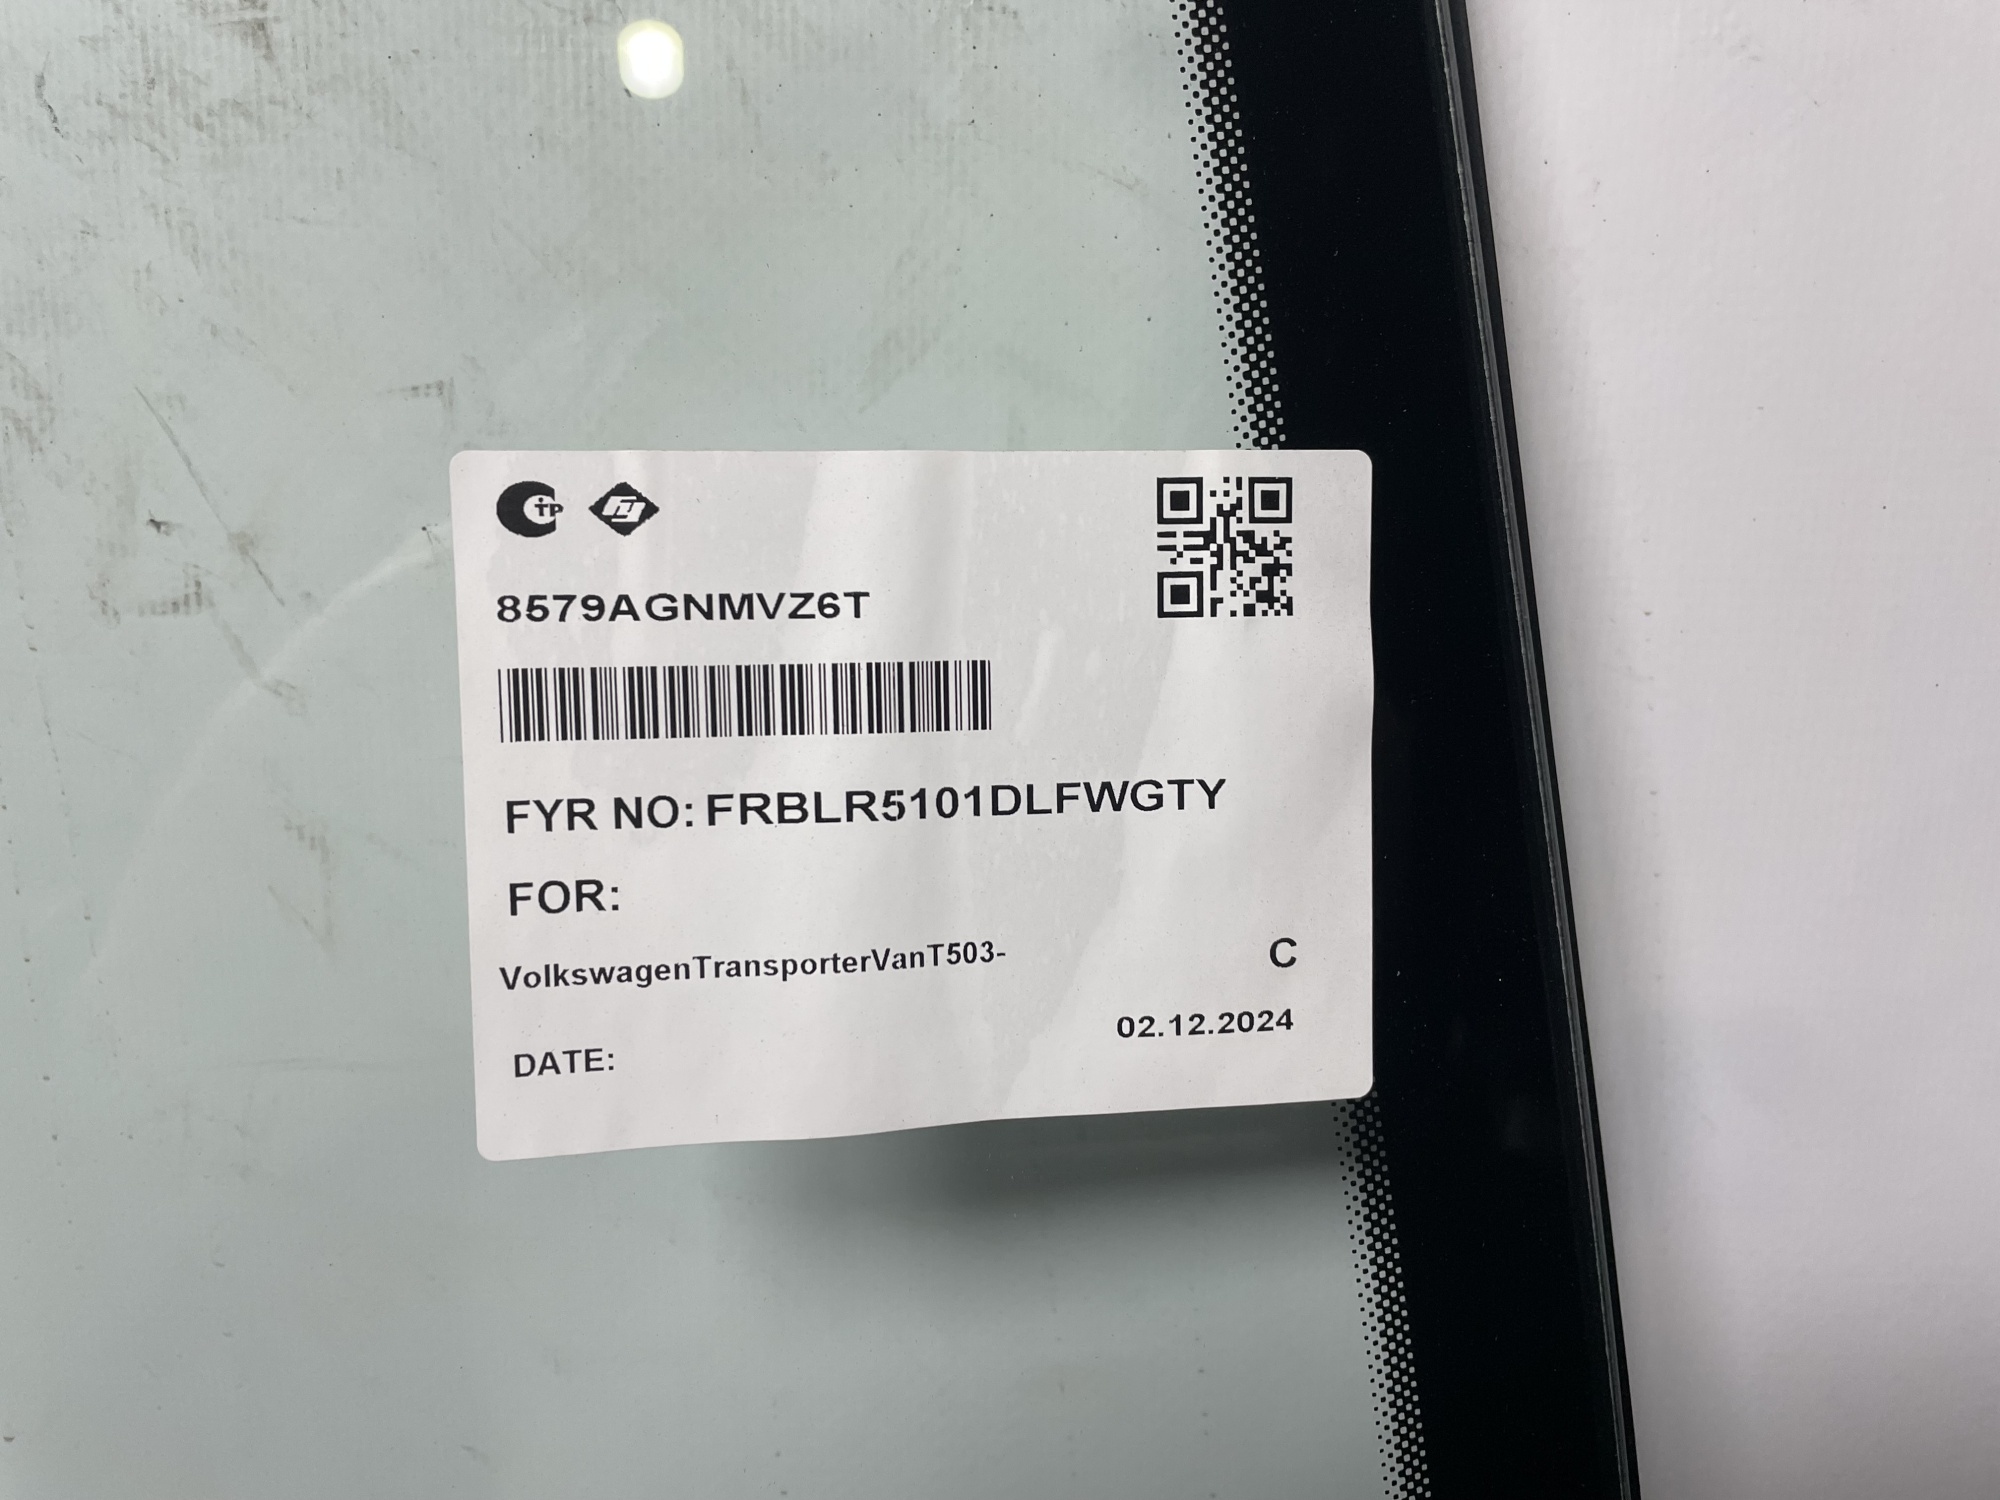 8579AGNMVZ6T
FYR NO: FRBLR5101DLFWGTY
FOR:
VolkswagenTransporterVanT503-
C
02.12.2024
DATE: